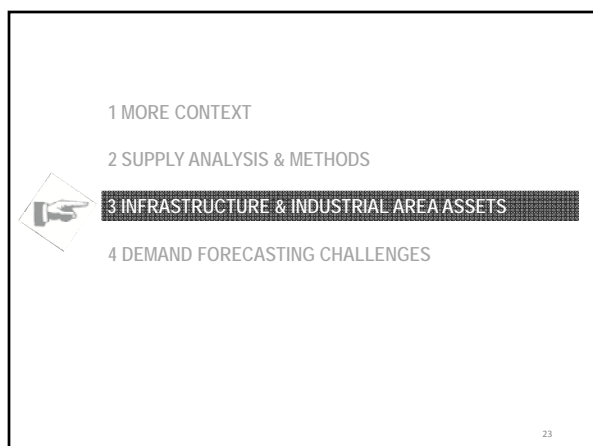 1 MORE CONTEXT
2 SUPPLY ANALYSIS & METHODS
3 INFRASTRUCTURE & INDUSTRIAL AREA ASSETS
4 DEMAND FORECASTING CHALLENGES
23